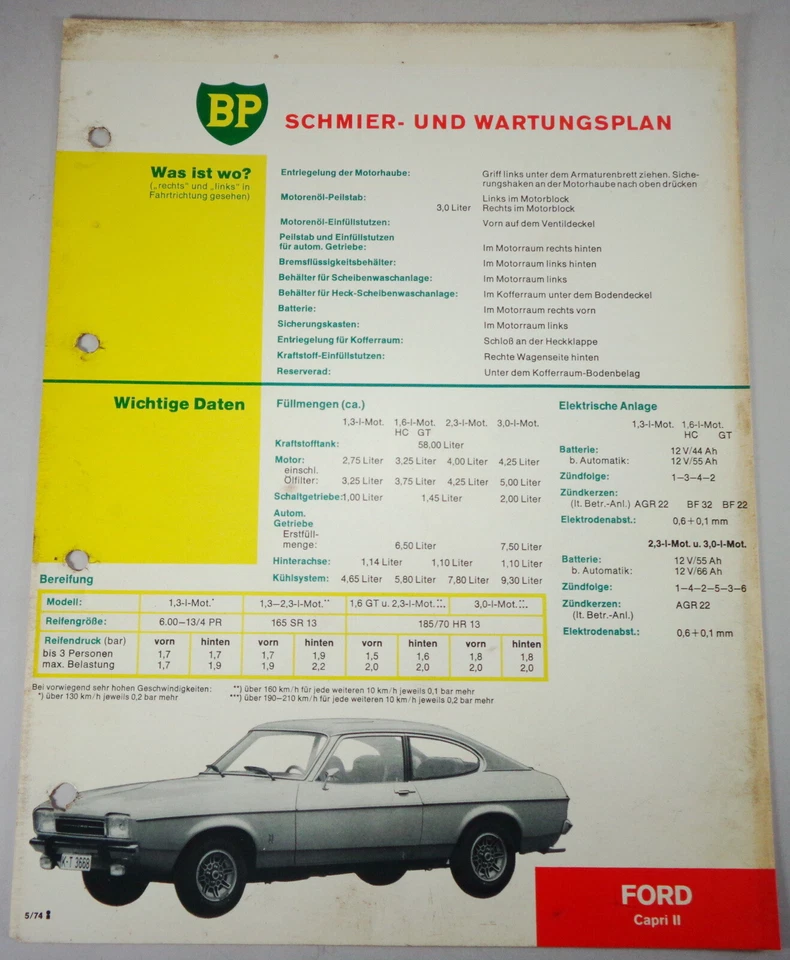 BP
SCHMIER- UND WARTUNGSPLAN
Was ist wo?
(„rechts" und „links" in
Fahrtrichtung gesehen)
Entriegelung der Motorhaube: Griff links unter dem Armaturenbrett ziehen. Siche-
rungshaken an der Motorhaube nach oben drücken
Motorenöl-Peilstab: Links im Motorblock
3,0 Liter Rechts im Motorblock
Motorenöl-Einfüllstutzen: Vorn auf dem Ventildeckel
Peilstab und Einfüllstutzen
für autom. Getriebe: Im Motorraum rechts hinten
Bremsflüssigkeitsbehälter: Im Motorraum links hinten
Behälter für Scheibenwaschanlage: Im Motorraum links
Behälter für Heck-Scheibenwaschanlage: Im Kofferraum unter dem Bodendeckel
Batterie: Im Motorraum rechts vorn
Sicherungskasten: Im Motorraum links
Entriegelung für Kofferraum: Schloß an der Heckklappe
Kraftstoff-Einfüllstutzen: Rechte Wagenseite hinten
Reserverad: Unter dem Kofferraum-Bodenbelag
Wichtige Daten
Füllmengen (ca.)
1,3-l-Mot. 1,6-l-Mot. 2,3-l-Mot. 3,0-l-Mot.
HC GT
Kraftstofftank: 58,00 Liter
Motor: 2,75 Liter 3,25 Liter 4,00 Liter 4,25 Liter
einschl.
Ölfilter: 3,25 Liter 3,75 Liter 4,25 Liter 5,00 Liter
Schaltgetriebe: 1,00 Liter 1,45 Liter 2,00 Liter
Autom.
Getriebe
Erstfüll-
menge: 6,50 Liter 7,50 Liter
Hinterachse: 1,14 Liter 1,10 Liter 1,10 Liter
Kühlsystem: 4,65 Liter 5,80 Liter 7,80 Liter 9,30 Liter
Elektrische Anlage
1,3-l-Mot. 1,6-l-Mot.
HC GT
Batterie: 12 V/44 Ah
b. Automatik: 12 V/55 Ah
Zündfolge: 1–3–4–2
Zündkerzen:
(lt. Betr.-Anl.) AGR 22 BF 32 BF 22
Elektrodenabst.: 0,6 + 0,1 mm
2,3-l-Mot. u. 3,0-l-Mot.
Batterie: 12 V/55 Ah
b. Automatik: 12 V/66 Ah
Zündfolge: 1–4–2–5–3–6
Zündkerzen: AGR 22
(lt. Betr.-Anl.)
Elektrodenabst.: 0,6 + 0,1 mm
Bereifung
Modell: 1,3-l-Mot.* 1,3–2,3-l-Mot.** 1,6 GT u. 2,3-l-Mot.*** 3,0-l-Mot.***
Reifengröße: 6.00–13/4 PR 165 SR 13 185/70 HR 13
Reifendruck (bar) vorn hinten vorn hinten vorn hinten vorn hinten
bis 3 Personen 1,7 1,7 1,7 1,9 1,5 1,6 1,8 1,8
max. Belastung 1,7 1,9 1,9 2,2 2,0 2,0 2,0 2,0
Bei vorwiegend sehr hohen Geschwindigkeiten: **) über 160 km/h für jede weiteren 10 km/h jeweils 0,1 bar mehr
*) über 130 km/h jeweils 0,2 bar mehr ***) über 190–210 km/h für jede weiteren 10 km/h jeweils 0,2 bar mehr
K-T 3668
5/74
FORD
Capri II